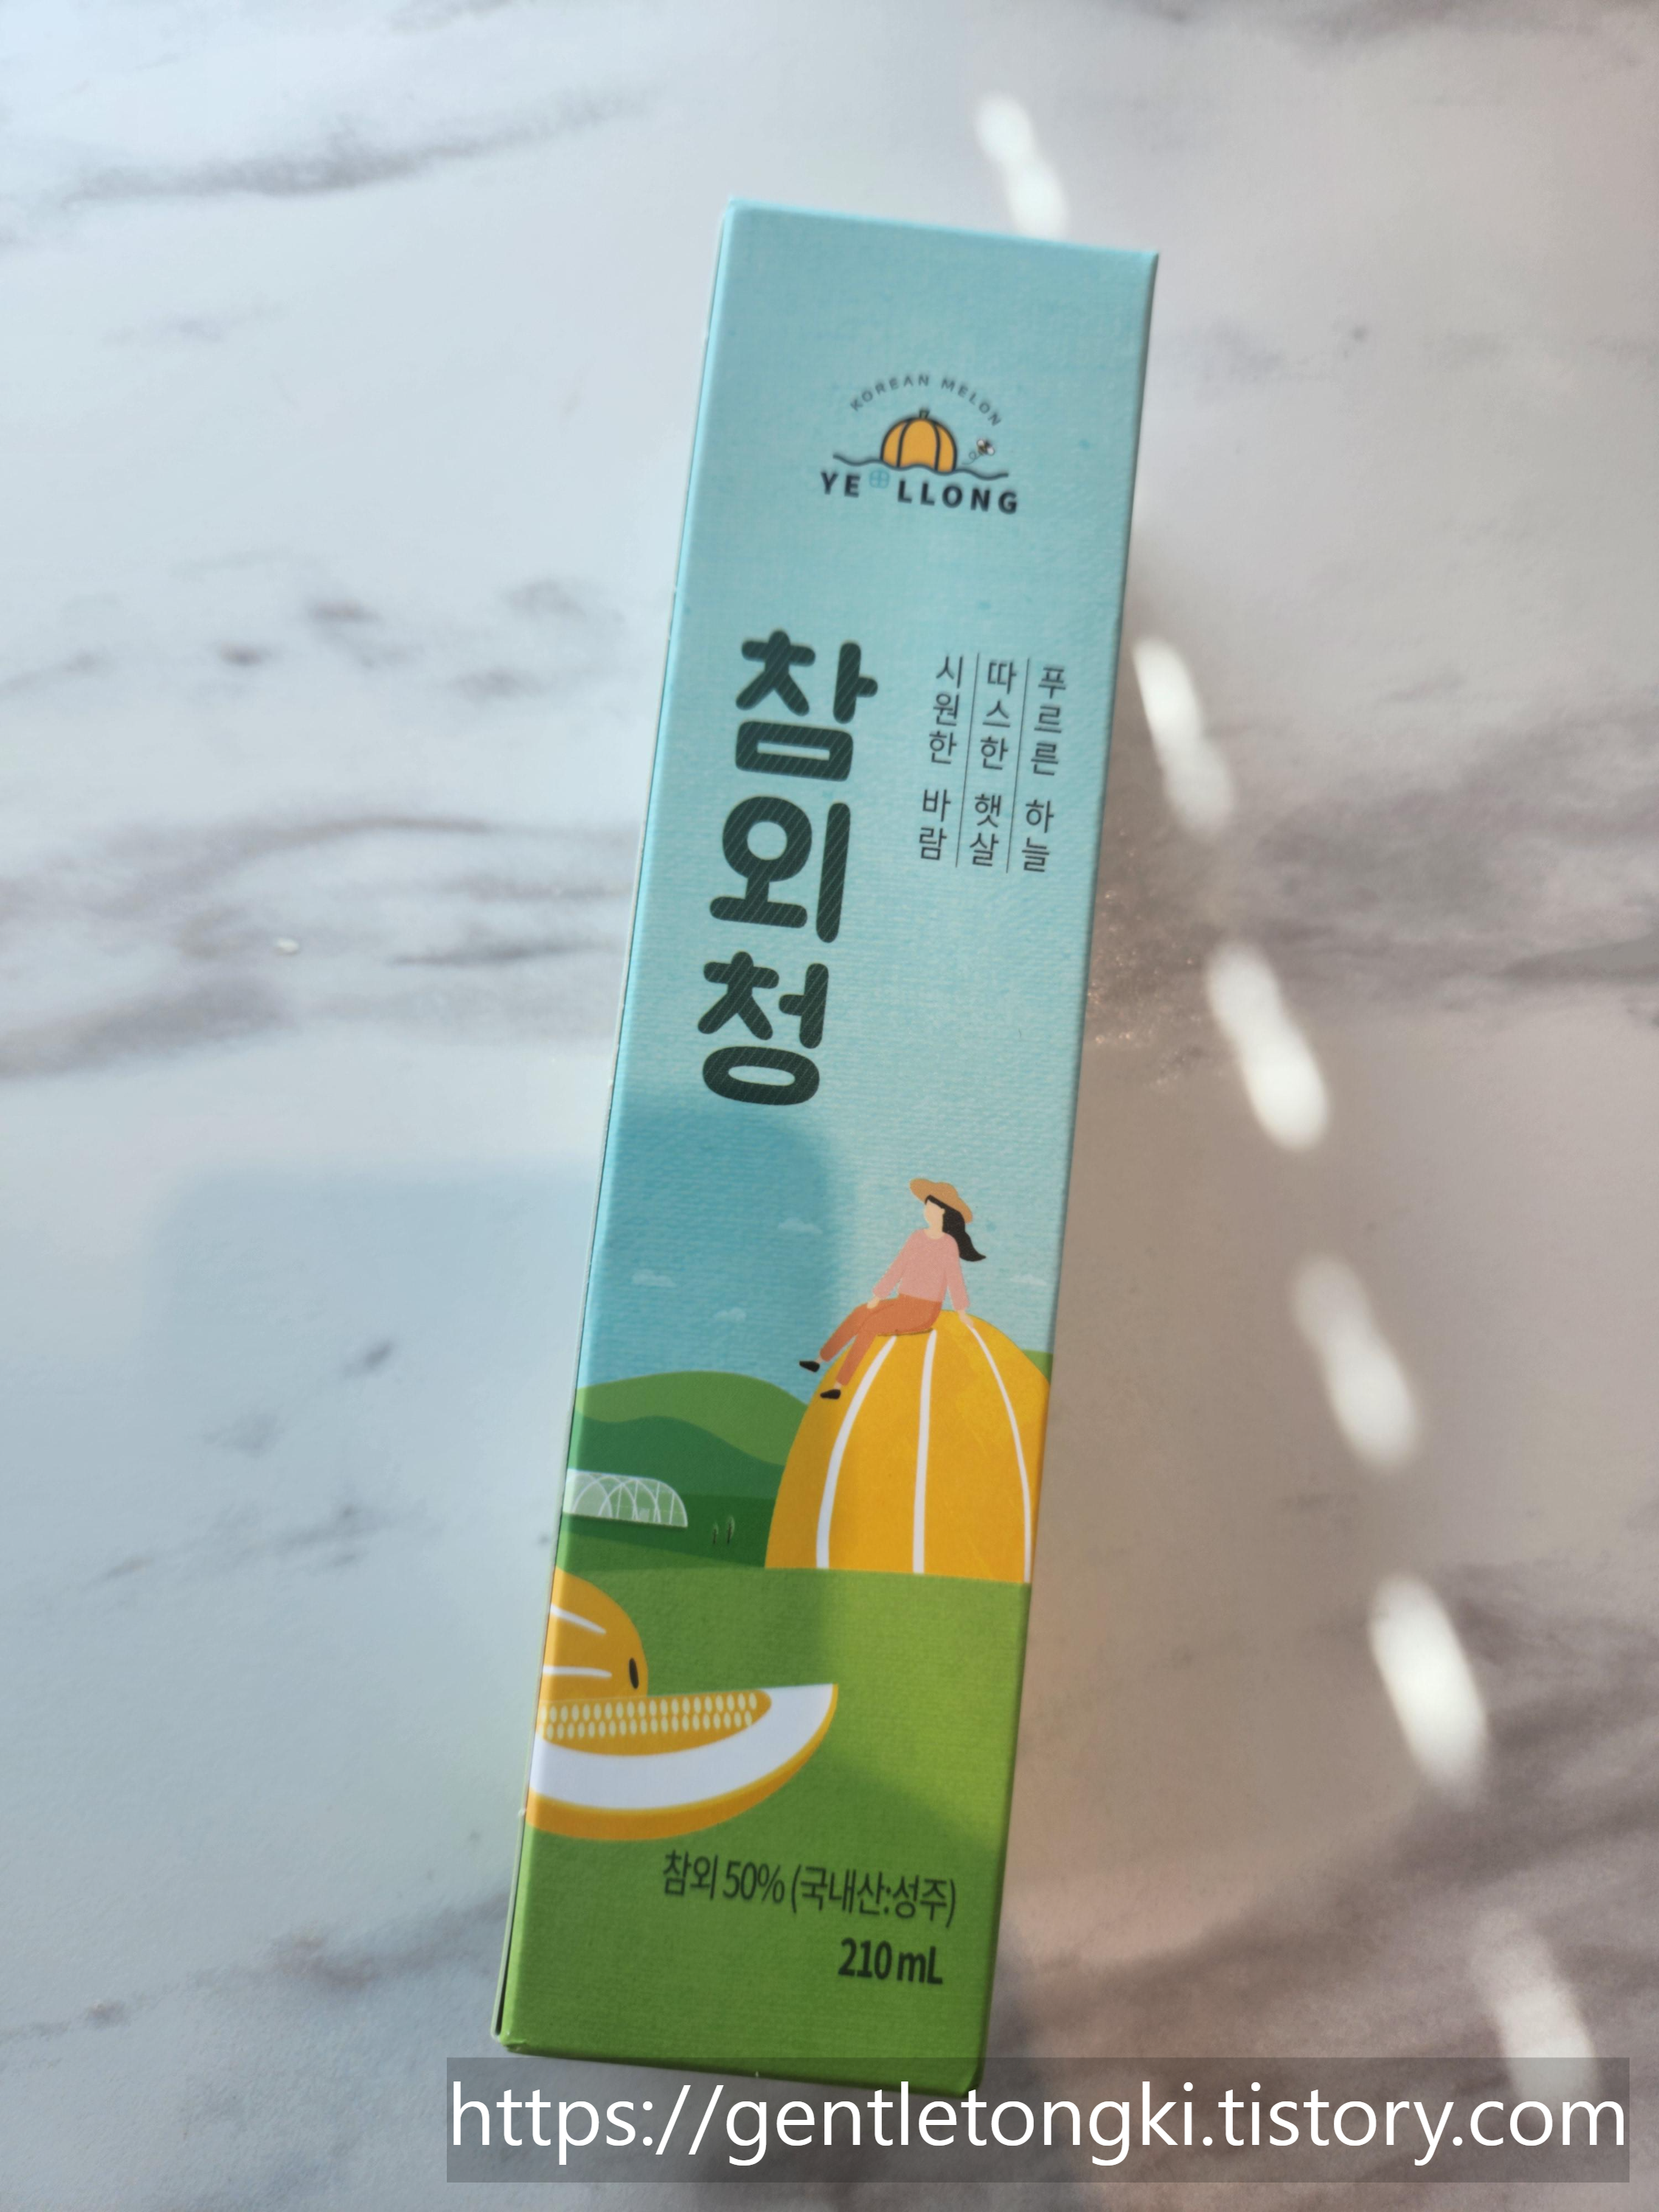 KOREAN MELON
YE LLONG
참외청
푸르른 하늘
따스한 햇살
시원한 바람
참외 50% (국내산:성주)
210 mL
https://gentletongki.tistory.com